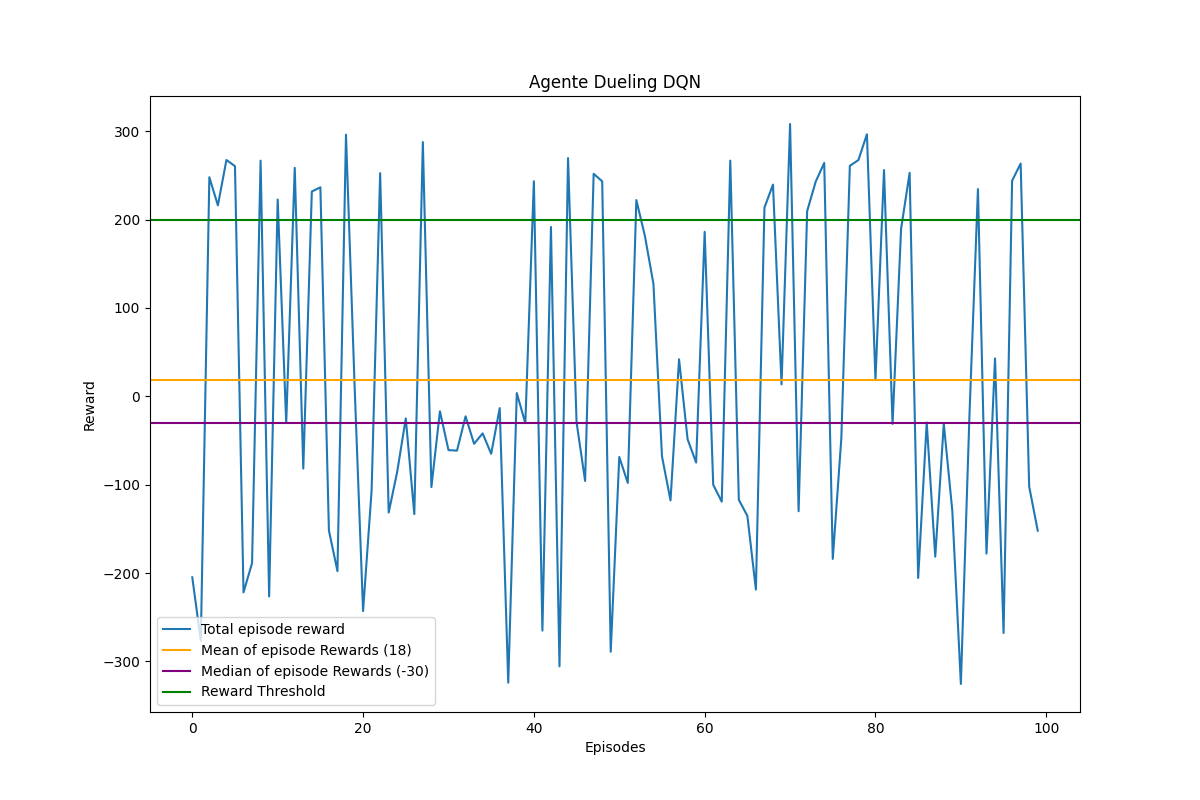 Agente Dueling DQN
300
200
100
0
−100
−200
−300
Reward
Total episode reward
Mean of episode Rewards (18)
Median of episode Rewards (-30)
Reward Threshold
0 20 40 60 80 100
Episodes